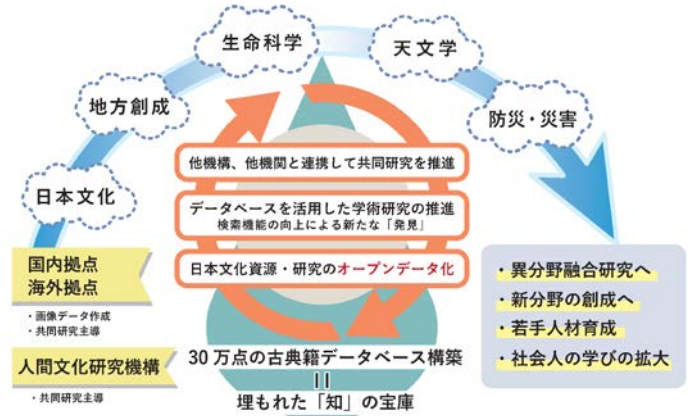 生命科学
天文学
地方創成
防災・災害
日本文化
他機構、他機関と連携して共同研究を推進
データベースを活用した学術研究の推進
検索機能の向上による新たな「発見」
日本文化資源・研究のオープンデータ化
国内拠点
海外拠点
・画像データ作成
・共同研究主導
人間文化研究機構
・共同研究主導
30万点の古典籍データベース構築
=
埋もれた「知」の宝庫
・異分野融合研究へ
・新分野の創成へ
・若手人材育成
・社会人の学びの拡大